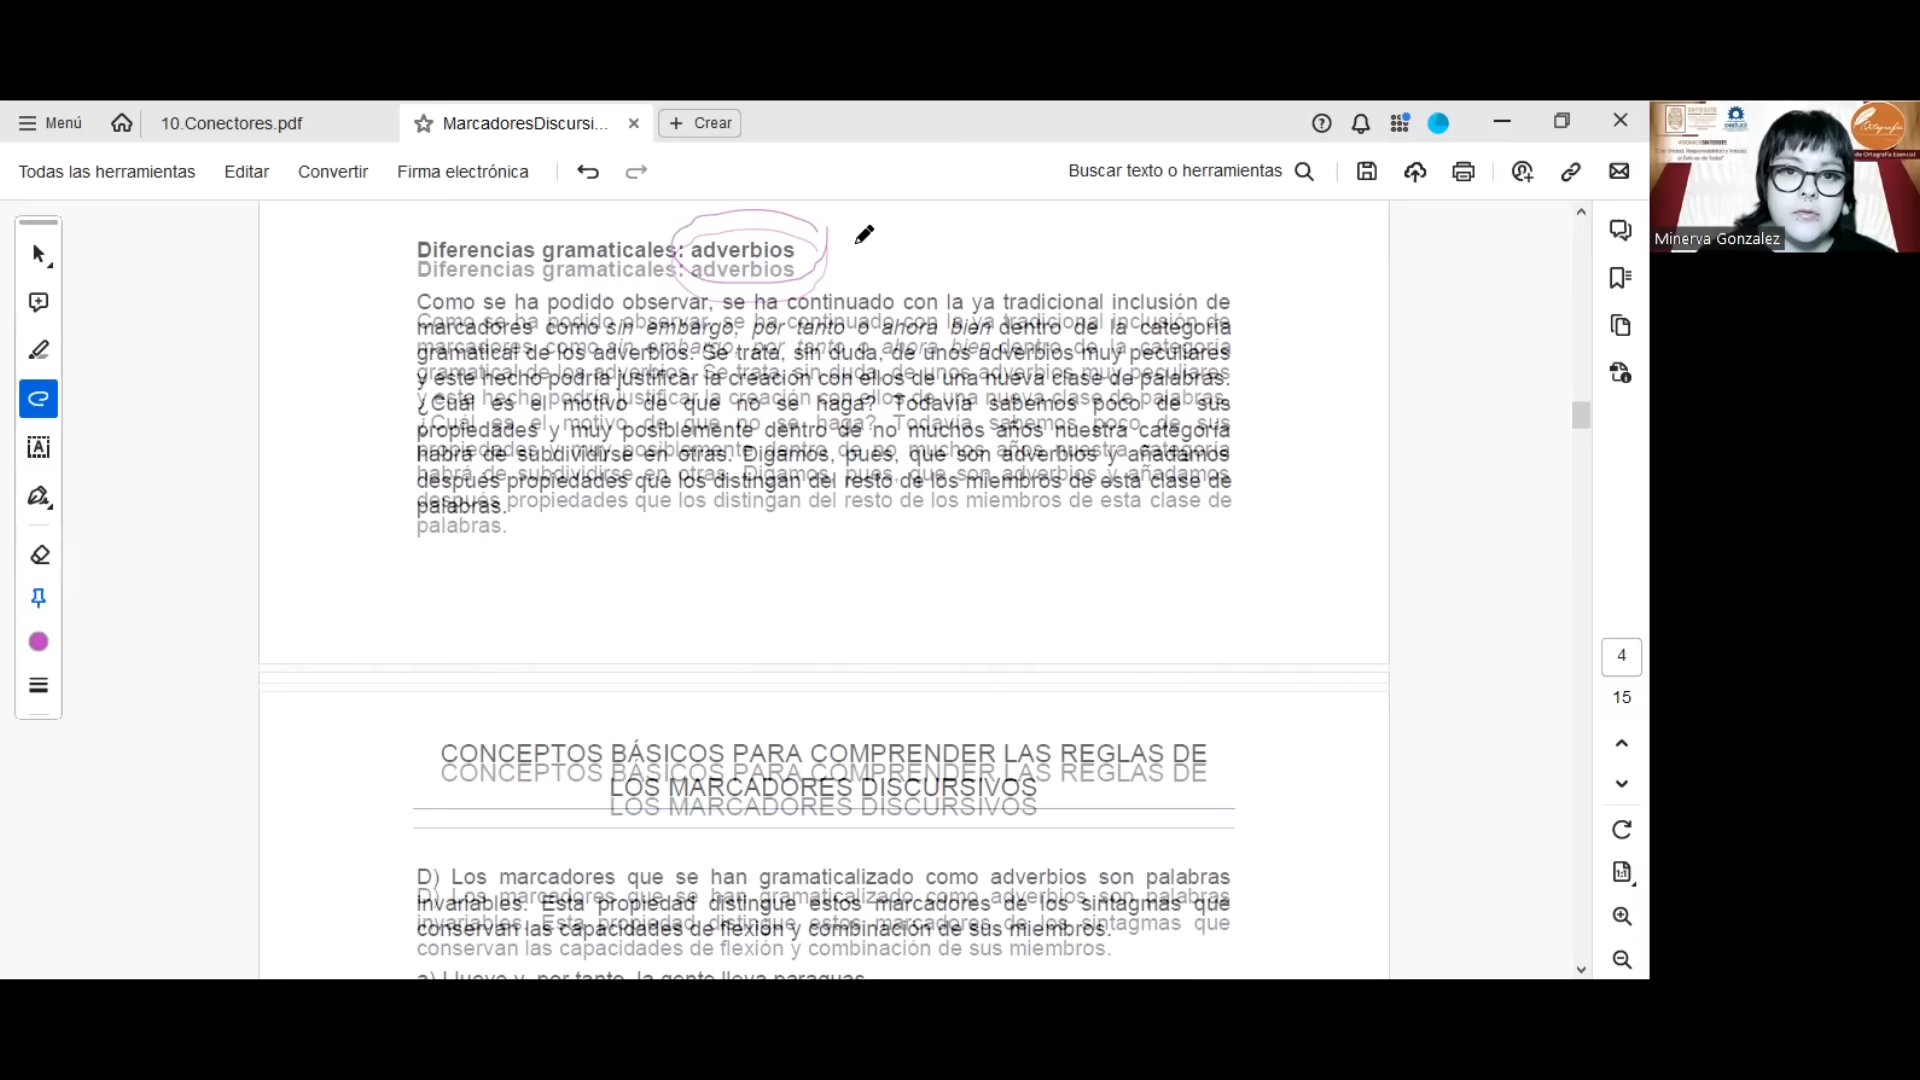 Menú
10.Conectores.pdf
MarcadoresDiscursi...
Crear
Todas las herramientas
Editar
Convertir
Firma electrónica
Buscar texto o herramientas
Minerva Gonzalez
Diferencias gramaticales: adverbios
Como se ha podido observar, se ha continuado con la ya tradicional inclusión de
marcadores como sin embargo, por tanto o ahora bien dentro de la categoría
gramatical de los adverbios. Se trata, sin duda, de unos adverbios muy peculiares
y este hecho podría justificar la creación con ellos de una nueva clase de palabras.
¿Cuál es el motivo de que no se haga? Todavía sabemos poco de sus
propiedades y muy posiblemente dentro de no muchos años nuestra categoría
habrá de subdividirse en otras. Digamos, pues, que son adverbios y añadamos
después propiedades que los distingan del resto de los miembros de esta clase de
palabras.
4
15
CONCEPTOS BÁSICOS PARA COMPRENDER LAS REGLAS DE
LOS MARCADORES DISCURSIVOS
D) Los marcadores que se han gramaticalizado como adverbios son palabras
invariables. Esta propiedad distingue estos marcadores de los sintagmas que
conservan las capacidades de flexión y combinación de sus miembros.
a) Llueve y, por tanto, la gente lleva paraguas.